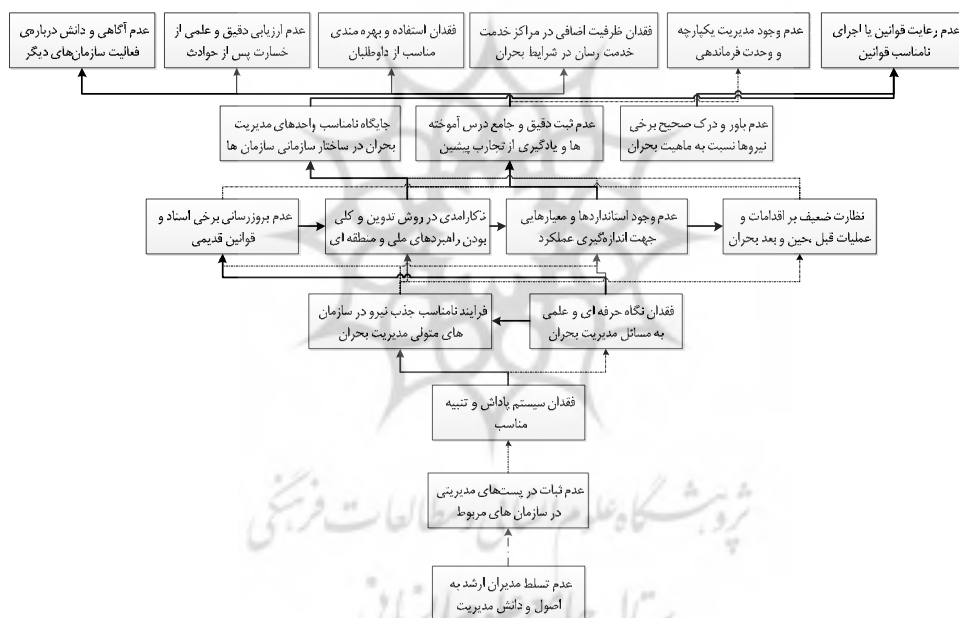 عدم رعایت قوانین یا اجرای
نامناسب قوانین
عدم وجود مدیریت یکپارچه
و وحدت فرماندهی
فقدان ظرفیت اضافی در مراکز خدمت
خدمت رسان در شرایط بحران
فقدان استفاده و بهره مندی
مناسب از داوطلبان
عدم ارزیابی دقیق و علمی از
خسارت پس از حوادث
عدم آگاهی و دانش درباره‌ی
فعالیت سازمان‌های دیگر
عدم باور و درک صحیح برخی
نیروها نسبت به ماهیت بحران
عدم ثبت دقیق و جامع درس آموخته
ها و یادگیری از تجارب پیشین
جایگاه نامناسب واحدهای مدیریت
بحران در ساختار سازمانی سازمان ها
نظارت ضعیف بر اقدامات و
عملیات قبل ،حین و بعد بحران
عدم وجود استانداردها و معیارهایی
جهت اندازه‌گیری عملکرد
ناکارامدی در روش تدوین و کلی
بودن راهبردهای ملی و منطقه ای
عدم بروزرسانی برخی اسناد و
قوانین قدیمی
فقدان نگاه حرفه ای و علمی
به مسائل مدیریت بحران
فرایند نامناسب جذب نیرو در سازمان
های متولی مدیریت بحران
فقدان سیستم پاداش و تنبیه
مناسب
عدم ثبات در پست‌های مدیریتی
در سازمان های مربوط
عدم تسلط مدیران ارشد به
اصول و دانش مدیریت
پژوهشگاه علوم انسانی و مطالعات فرهنگی